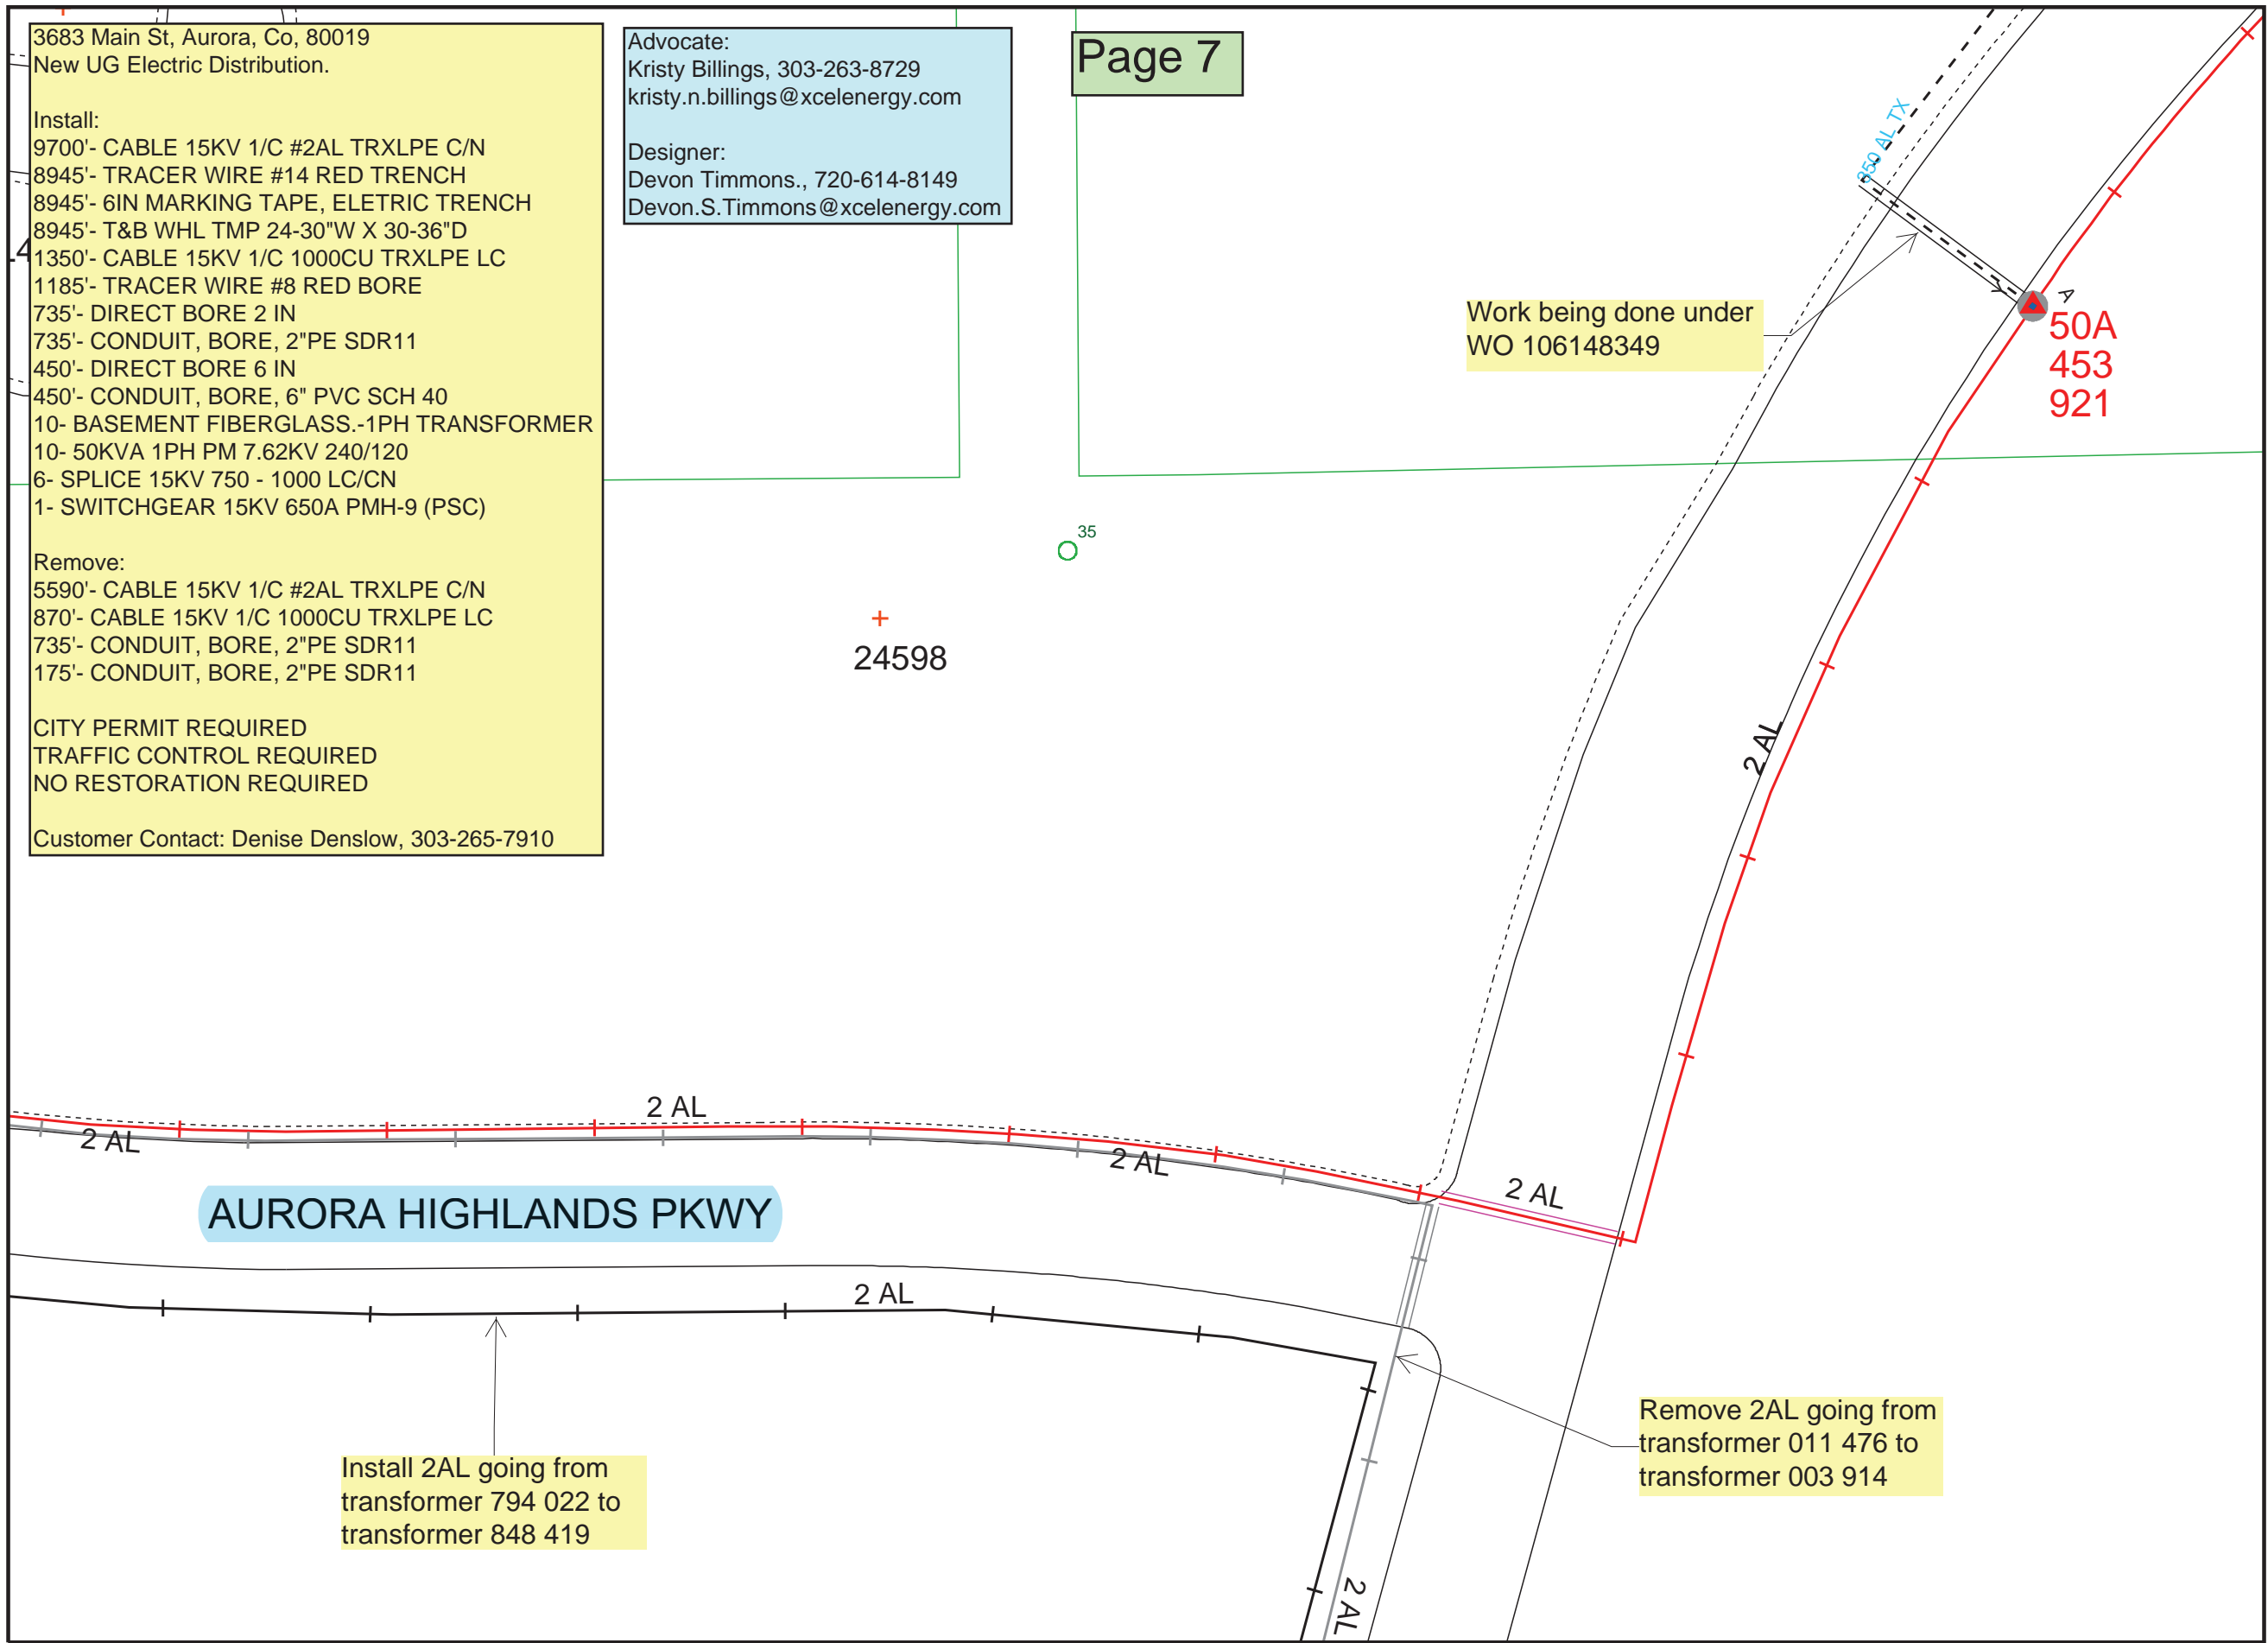 3683 Main St, Aurora, Co, 80019
New UG Electric Distribution.
Install:
9700'- CABLE 15KV 1/C #2AL TRXLPE C/N
8945'- TRACER WIRE #14 RED TRENCH
8945'- 6IN MARKING TAPE, ELETRIC TRENCH
8945'- T&B WHL TMP 24-30"W X 30-36"D
1350'- CABLE 15KV 1/C 1000CU TRXLPE LC
1185'- TRACER WIRE #8 RED BORE
735'- DIRECT BORE 2 IN
735'- CONDUIT, BORE, 2"PE SDR11
450'- DIRECT BORE 6 IN
450'- CONDUIT, BORE, 6" PVC SCH 40
10- BASEMENT FIBERGLASS.-1PH TRANSFORMER
10- 50KVA 1PH PM 7.62KV 240/120
6- SPLICE 15KV 750 - 1000 LC/CN
1- SWITCHGEAR 15KV 650A PMH-9 (PSC)
Remove:
5590'- CABLE 15KV 1/C #2AL TRXLPE C/N
870'- CABLE 15KV 1/C 1000CU TRXLPE LC
735'- CONDUIT, BORE, 2"PE SDR11
175'- CONDUIT, BORE, 2"PE SDR11
CITY PERMIT REQUIRED
TRAFFIC CONTROL REQUIRED
NO RESTORATION REQUIRED
Customer Contact: Denise Denslow, 303-265-7910
Advocate:
Kristy Billings, 303-263-8729
kristy.n.billings@xcelenergy.com
Designer:
Devon Timmons., 720-614-8149
Devon.S.Timmons@xcelenergy.com
Page 7
350 AL TX
Work being done under
WO 106148349
Y
A
50A
453
921
35
24598
2 AL
2 AL
2 AL
2 AL
2 AL
AURORA HIGHLANDS PKWY
2 AL
Install 2AL going from
transformer 794 022 to
transformer 848 419
Remove 2AL going from
transformer 011 476 to
transformer 003 914
2 AL